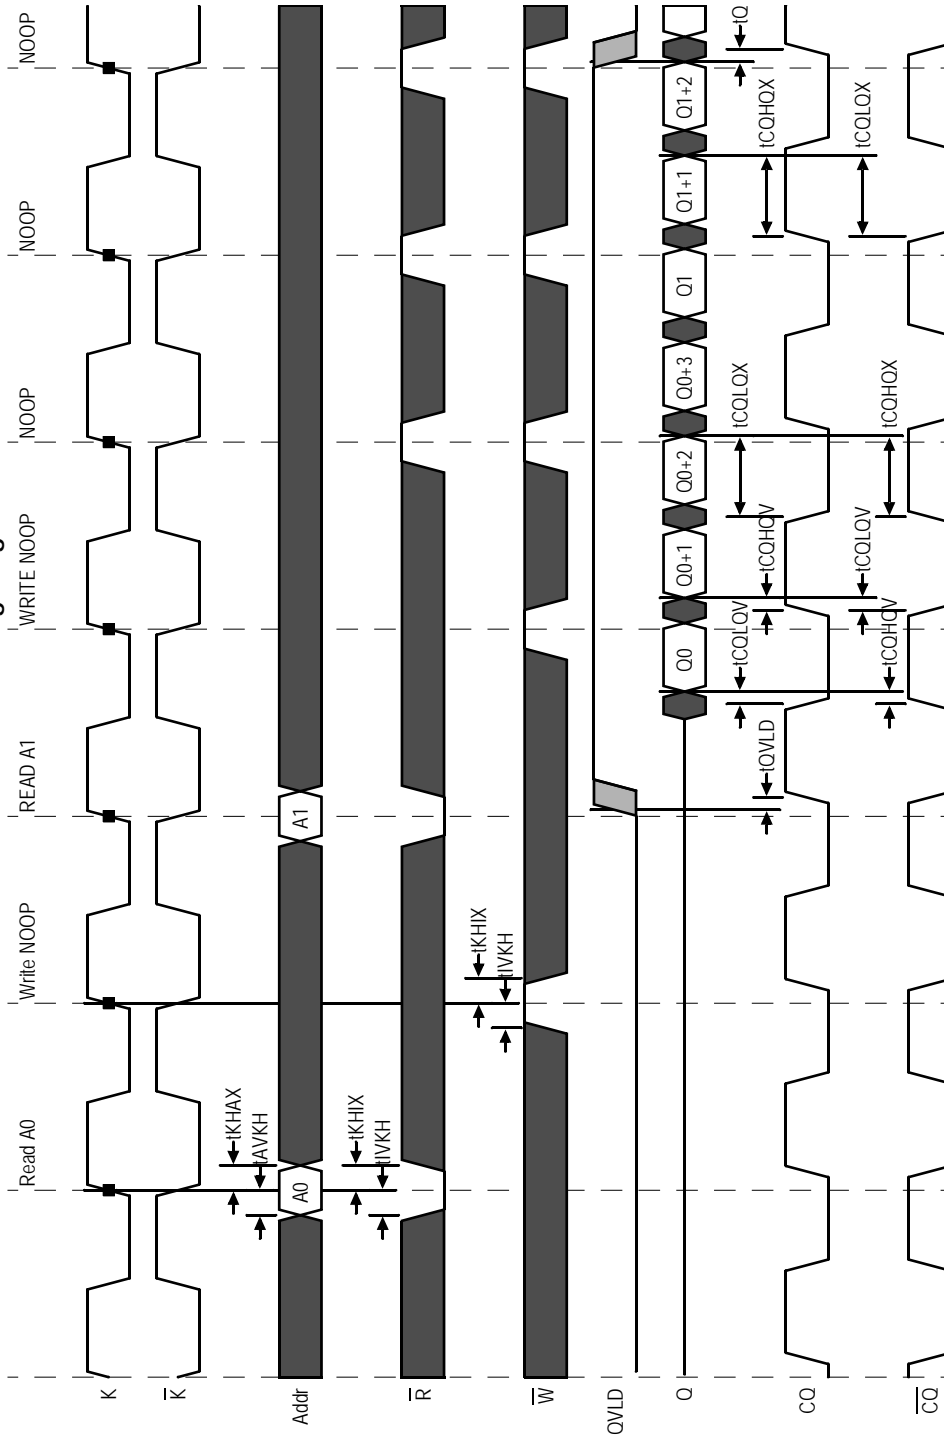 Read A0 Write NOOP READ A1 WRITE NOOP NOOP NOOP NOOP
K
K̅
tKHAX
tAVKH
Addr A0 A1
tKHIX
tIVKH
R̅
tKHIX
tIVKH
W̅
QVLD
Q Q0 Q0+1 Q0+2 Q0+3 Q1 Q1+1 Q1+2
tCQLQV tCQLQX tQ
tQVLD tCQHQV tCQHQX
CQ
tCQLQV tCQLQX
tCQHQV tCQHQX
C̅Q̅